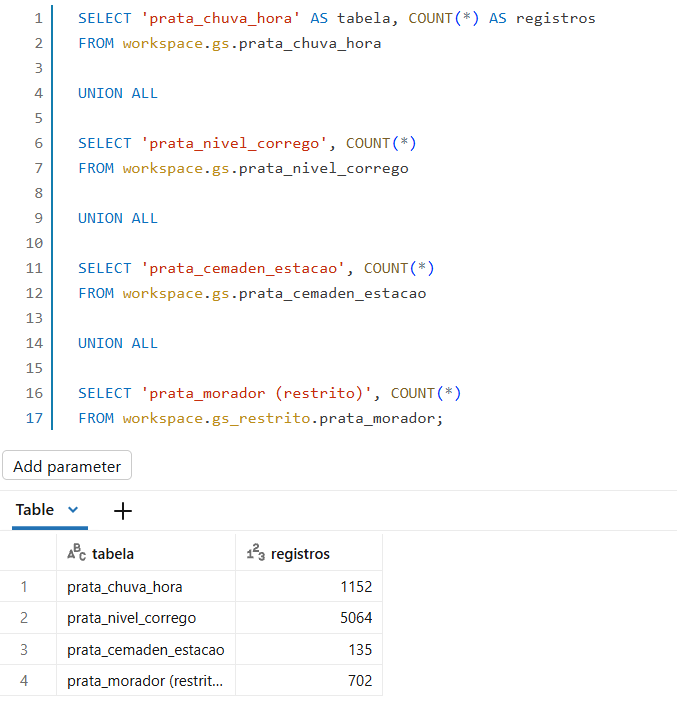 1 SELECT 'prata_chuva_hora' AS tabela, COUNT(*) AS registros
2 FROM workspace.gs.prata_chuva_hora
3
4 UNION ALL
5
6 SELECT 'prata_nivel_corrego', COUNT(*)
7 FROM workspace.gs.prata_nivel_corrego
8
9 UNION ALL
10
11 SELECT 'prata_cemaden_estacao', COUNT(*)
12 FROM workspace.gs.prata_cemaden_estacao
13
14 UNION ALL
15
16 SELECT 'prata_morador (restrito)', COUNT(*)
17 FROM workspace.gs_restrito.prata_morador;
Add parameter
Table
ABC tabela 123 registros
1 prata_chuva_hora 1152
2 prata_nivel_corrego 5064
3 prata_cemaden_estacao 135
4 prata_morador (restrit... 702